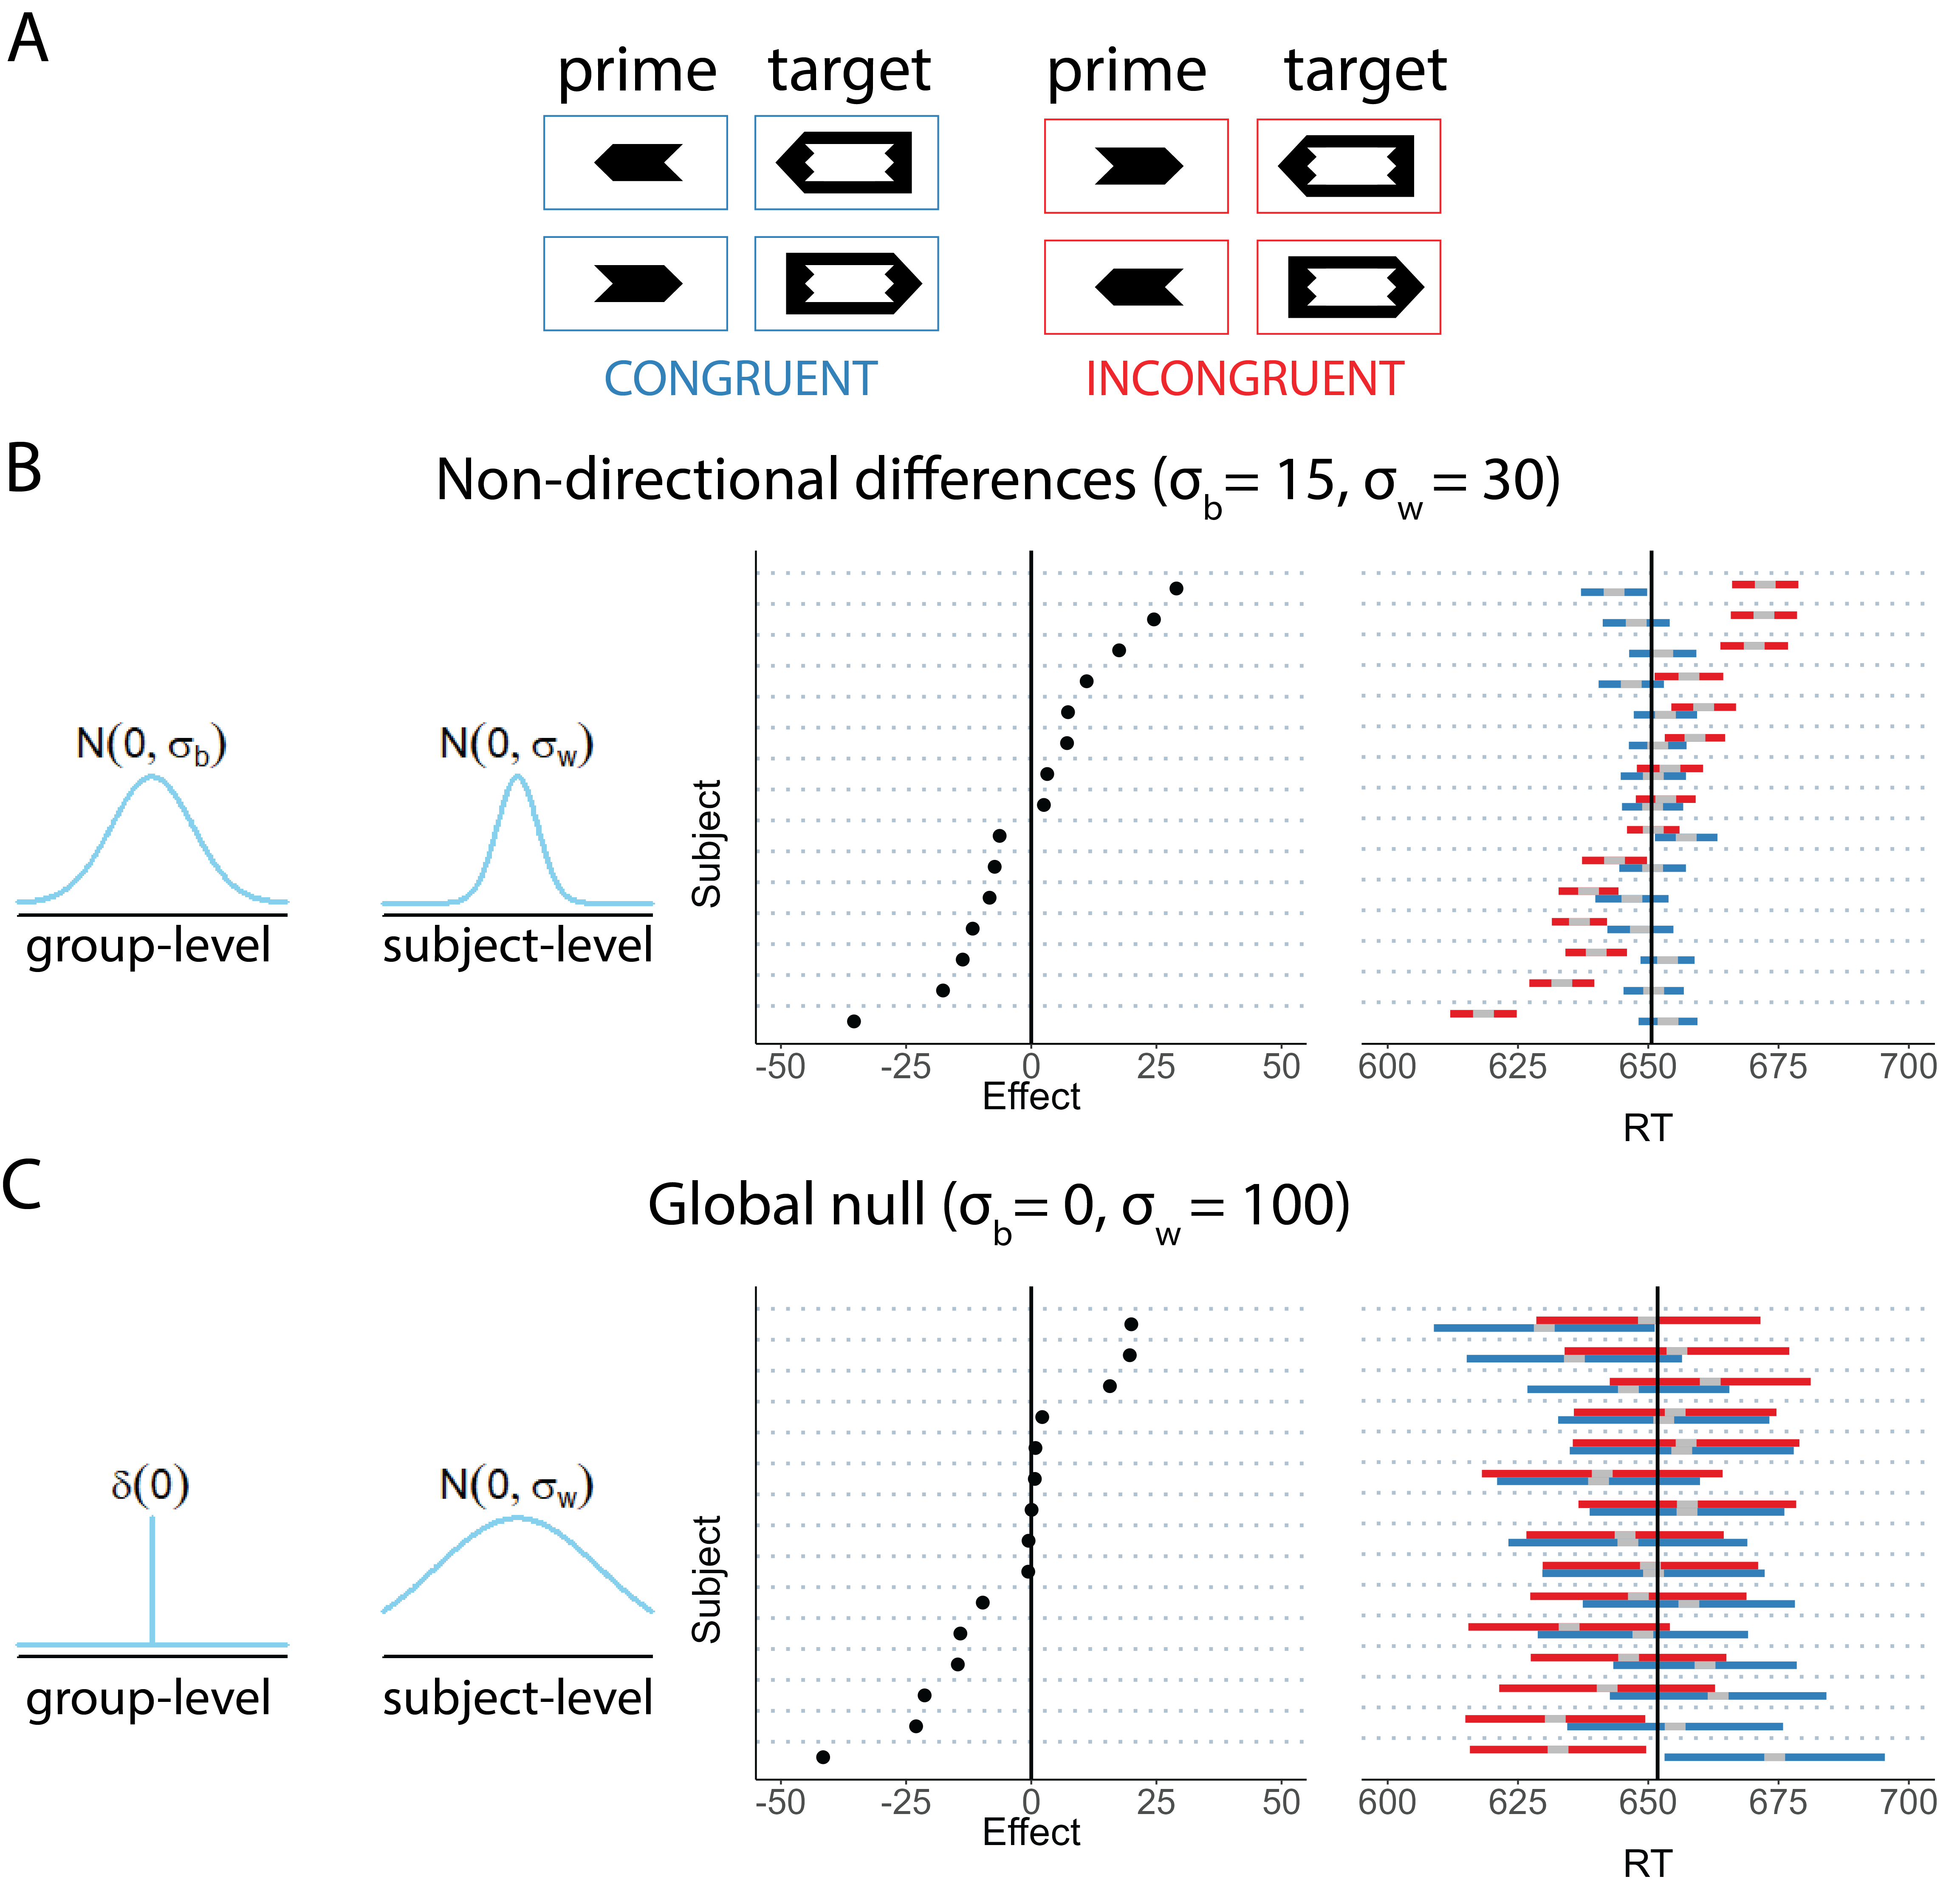 A
prime target prime target
CONGRUENT INCONGRUENT
B
Non-directional differences (σb= 15, σw= 30)
N(0, σb) N(0, σw)
group-level subject-level
Subject
-50 -25 0 25 50
Effect
600 625 650 675 700
RT
C
Global null (σb= 0, σw= 100)
δ(0) N(0, σw)
group-level subject-level
Subject
-50 -25 0 25 50
Effect
600 625 650 675 700
RT